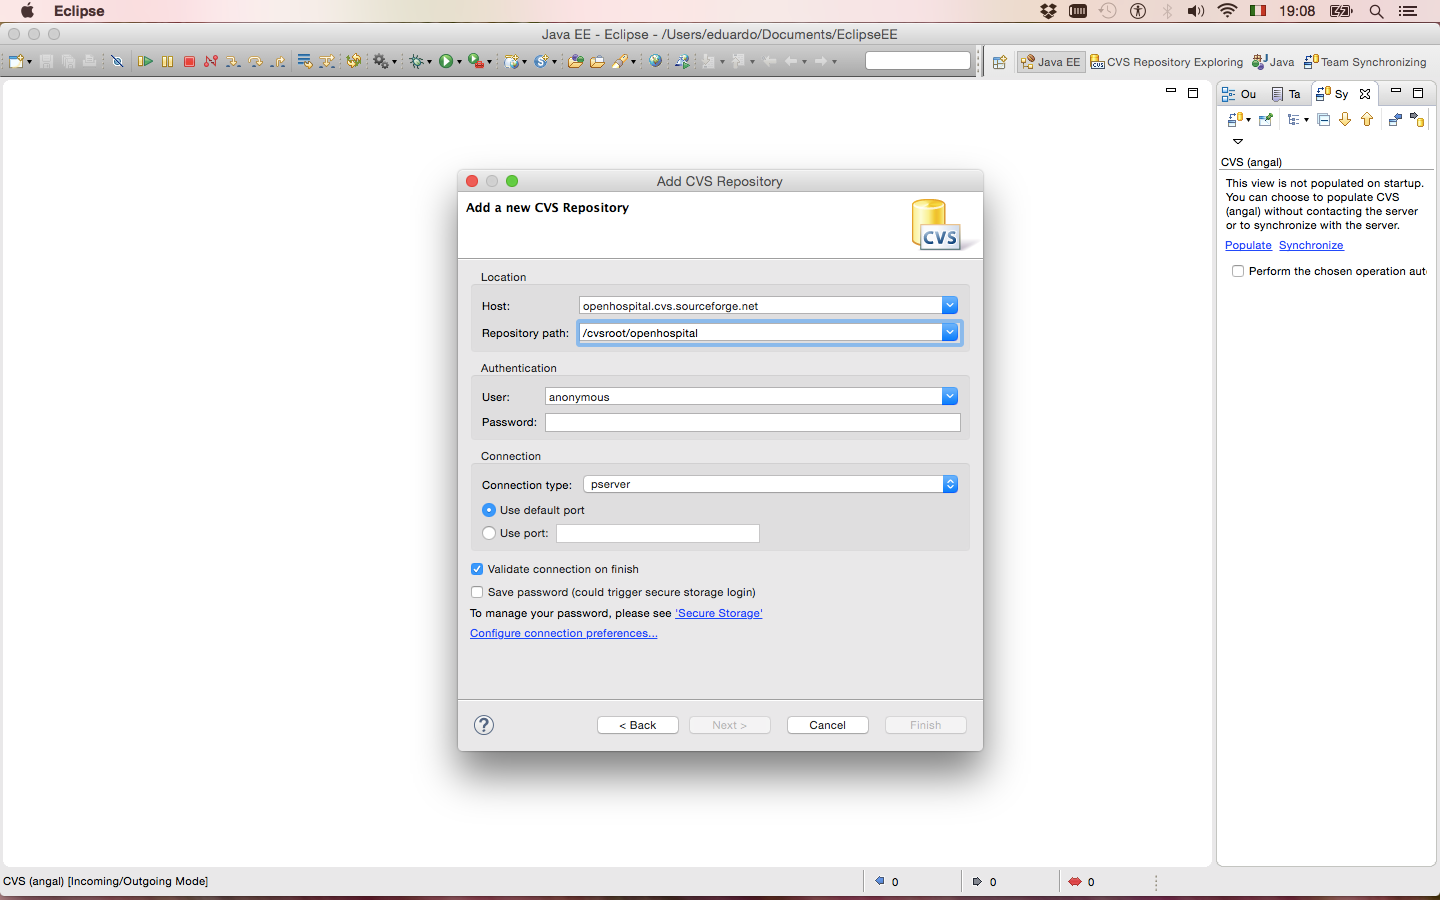 Eclipse
19:08
Java EE - Eclipse - /Users/eduardo/Documents/EclipseEE
Java EE
CVS Repository Exploring
Java
Team Synchronizing
Ou
Ta
Sy
CVS (angal)
This view is not populated on startup.
You can choose to populate CVS
(angal) without contacting the server
or to synchronize with the server.
Populate Synchronize
Perform the chosen operation aut
Add CVS Repository
Add a new CVS Repository
CVS
Location
Host: openhospital.cvs.sourceforge.net
Repository path: /cvsroot/openhospital
Authentication
User: anonymous
Password:
Connection
Connection type: pserver
Use default port
Use port:
Validate connection on finish
Save password (could trigger secure storage login)
To manage your password, please see 'Secure Storage'
Configure connection preferences...
? < Back Next > Cancel Finish
CVS (angal) [Incoming/Outgoing Mode]
0
0
0